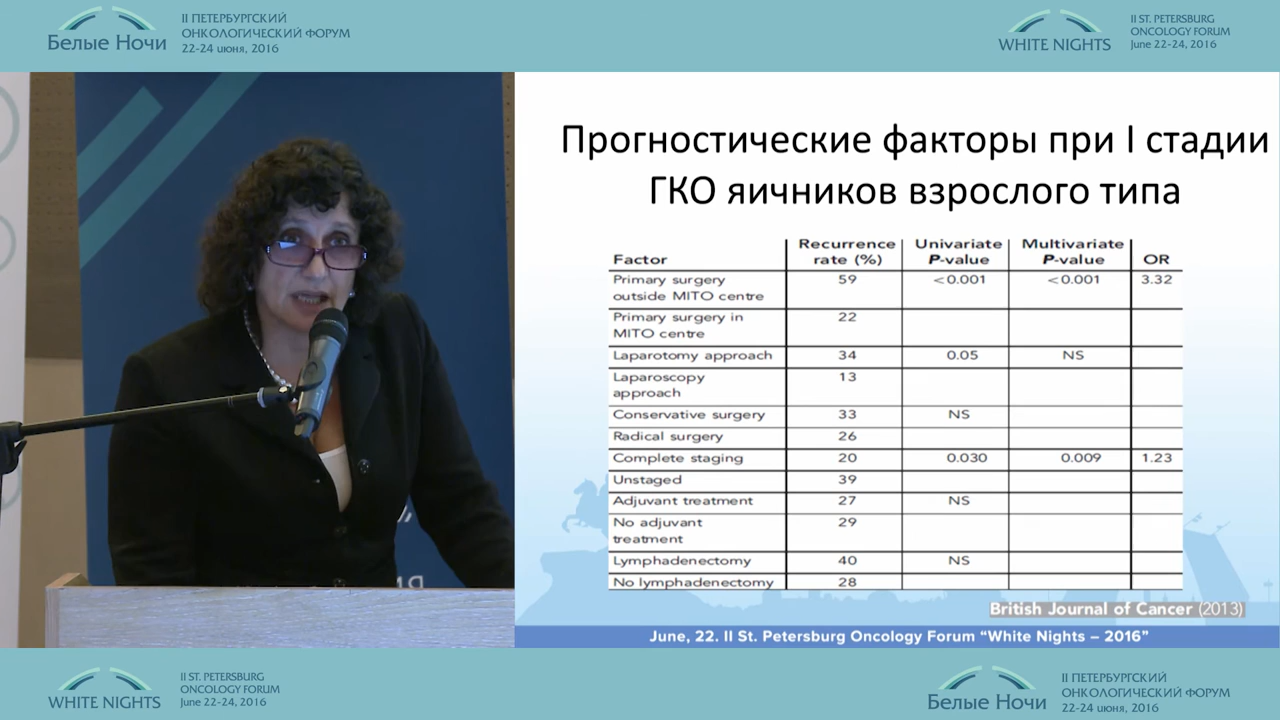 Белые Ночи
II ПЕТЕРБУРГСКИЙ
ОНКОЛОГИЧЕСКИЙ ФОРУМ
22-24 июня, 2016
WHITE NIGHTS
II ST. PETERSBURG
ONCOLOGY FORUM
June 22-24, 2016
Прогностические факторы при I стадии
ГКО яичников взрослого типа
Factor Recurrence rate (%) Univariate P-value Multivariate P-value OR
Primary surgery outside MITO centre 59 <0.001 <0.001 3.32
Primary surgery in MITO centre 22
Laparotomy approach 34 0.05 NS
Laparoscopy approach 13
Conservative surgery 33 NS
Radical surgery 26
Complete staging 20 0.030 0.009 1.23
Unstaged 39
Adjuvant treatment 27 NS
No adjuvant treatment 29
Lymphadenectomy 40 NS
No lymphadenectomy 28
British Journal of Cancer (2013)
June, 22. II St. Petersburg Oncology Forum “White Nights – 2016”
WHITE NIGHTS
II ST. PETERSBURG
ONCOLOGY FORUM
June 22-24, 2016
Белые Ночи
II ПЕТЕРБУРГСКИЙ
ОНКОЛОГИЧЕСКИЙ ФОРУМ
22-24 июня, 2016